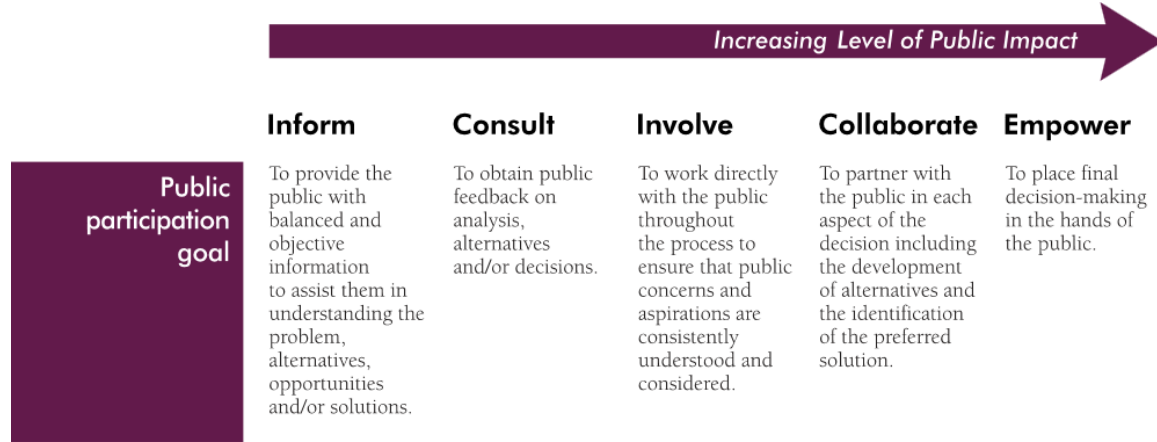 Increasing Level of Public Impact
Inform
Consult
Involve
Collaborate
Empower
Public
participation
goal
To provide the
public with
balanced and
objective
information
to assist them in
understanding the
problem,
alternatives,
opportunities
and/or solutions.
To obtain public
feedback on
analysis,
alternatives
and/or decisions.
To work directly
with the public
throughout
the process to
ensure that public
concerns and
aspirations are
consistently
understood and
considered.
To partner with
the public in each
aspect of the
decision including
the development
of alternatives and
the identification
of the preferred
solution.
To place final
decision-making
in the hands of
the public.